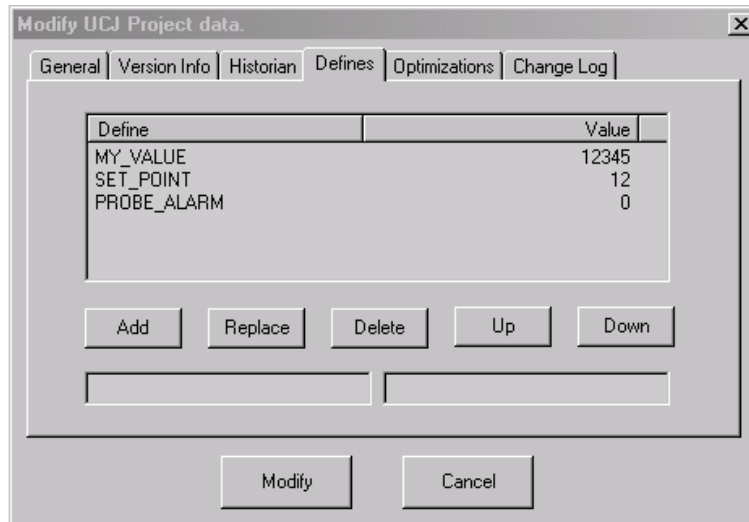 Modify UCJ Project data.
General Version Info Historian Defines Optimizations Change Log
Define Value
MY_VALUE 12345
SET_POINT 12
PROBE_ALARM 0
Add Replace Delete Up Down
Modify Cancel